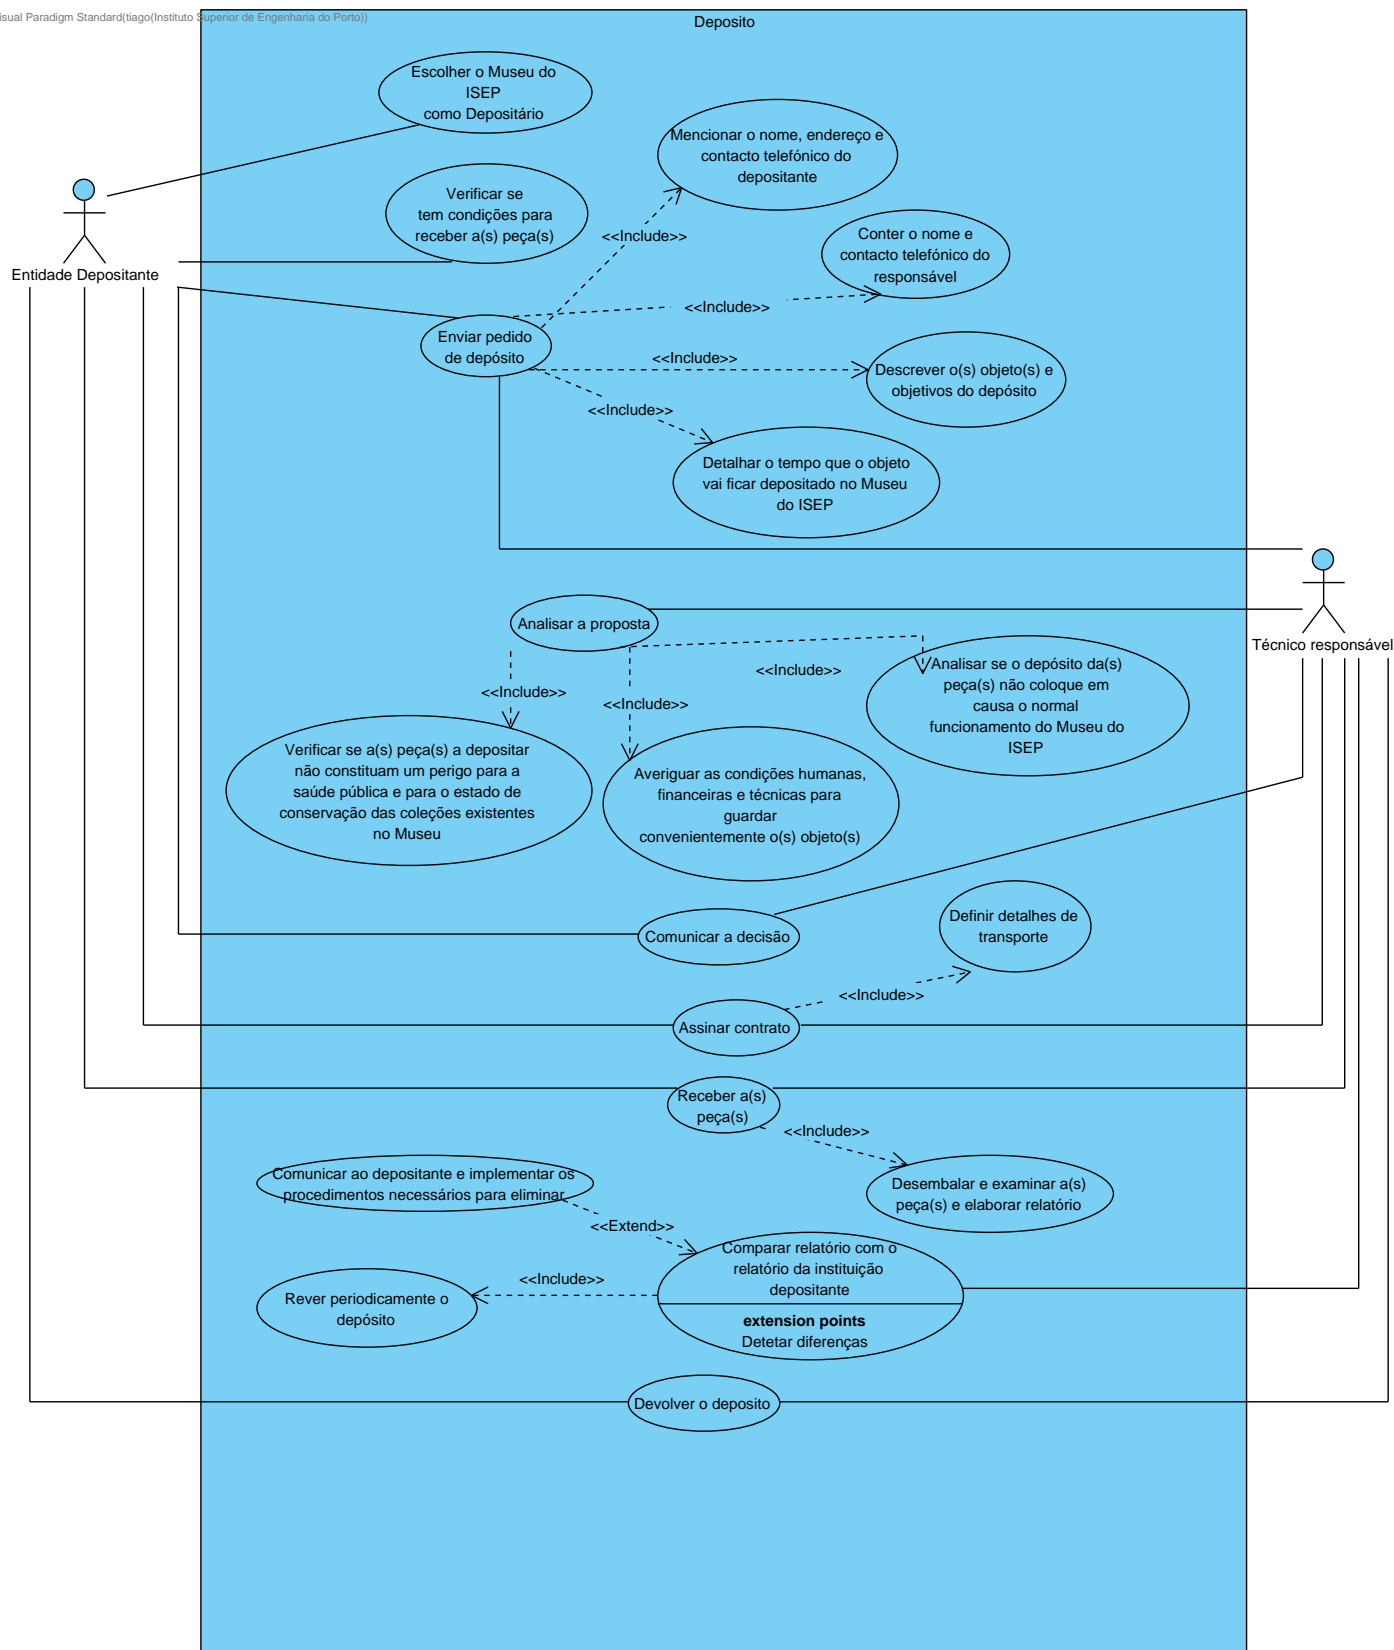 isual Paradigm Standard(tiago(Instituto Superior de Engenharia do Porto))
Deposito
Escolher o Museu do
ISEP
como Depositário
Mencionar o nome, endereço e
contacto telefónico do
depositante
Verificar se
tem condições para
receber a(s) peça(s)
<<Include>>
Conter o nome e
contacto telefónico do
responsável
Entidade Depositante
<<Include>>
Enviar pedido
de depósito
<<Include>>
Descrever o(s) objeto(s) e
objetivos do depósito
<<Include>>
Detalhar o tempo que o objeto
vai ficar depositado no Museu
do ISEP
Analisar a proposta
Técnico responsável
<<Include>>
<<Include>>
<<Include>>
Analisar se o depósito da(s)
peça(s) não coloque em
causa o normal
funcionamento do Museu do
ISEP
Verificar se a(s) peça(s) a depositar
não constituam um perigo para a
saúde pública e para o estado de
conservação das coleções existentes
no Museu
Averiguar as condições humanas,
financeiras e técnicas para
guardar
convenientemente o(s) objeto(s)
Definir detalhes de
transporte
Comunicar a decisão
<<Include>>
Assinar contrato
Receber a(s)
peça(s)
<<Include>>
Comunicar ao depositante e implementar os
procedimentos necessários para eliminar
Desembalar e examinar a(s)
peça(s) e elaborar relatório
<<Extend>>
Comparar relatório com o
relatório da instituição
depositante
extension points
Detetar diferenças
<<Include>>
Rever periodicamente o
depósito
Devolver o deposito